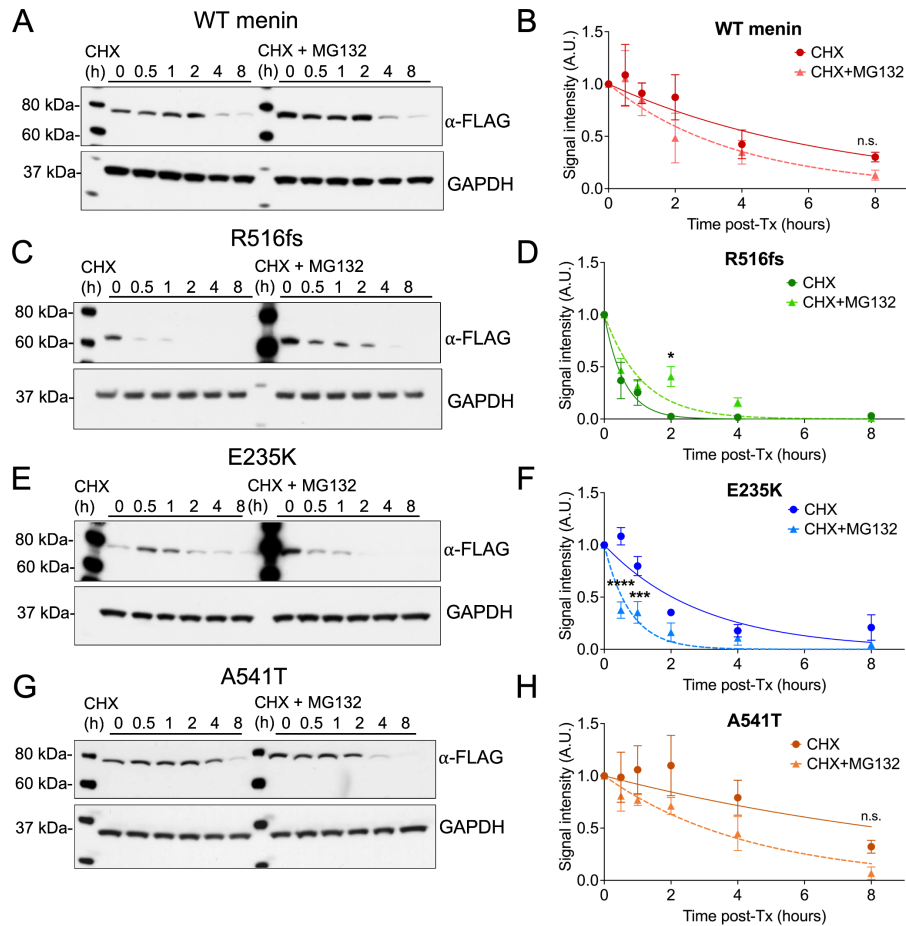 A
WT menin
CHX
(h) 0 0.5 1 2 4 8
CHX + MG132
(h) 0 0.5 1 2 4 8
80 kDa-
60 kDa-
α-FLAG
37 kDa-
GAPDH
B
WT menin
Signal intensity (A.U.)
1.5
1.0
0.5
0.0
CHX
CHX+MG132
n.s.
0 2 4 6 8
Time post-Tx (hours)
C
R516fs
CHX
(h) 0 0.5 1 2 4 8
CHX + MG132
(h) 0 0.5 1 2 4 8
80 kDa-
60 kDa-
α-FLAG
37 kDa-
GAPDH
D
R516fs
Signal intensity (A.U.)
1.5
1.0
0.5
0.0
CHX
CHX+MG132
*
0 2 4 6 8
Time post-Tx (hours)
E
E235K
CHX
(h) 0 0.5 1 2 4 8
CHX + MG132
(h) 0 0.5 1 2 4 8
80 kDa-
60 kDa-
α-FLAG
37 kDa-
GAPDH
F
E235K
Signal intensity (A.U.)
1.5
1.0
0.5
0.0
CHX
CHX+MG132
****
***
0 2 4 6 8
Time post-Tx (hours)
G
A541T
CHX
(h) 0 0.5 1 2 4 8
CHX + MG132
(h) 0 0.5 1 2 4 8
80 kDa-
60 kDa-
α-FLAG
37 kDa-
GAPDH
H
A541T
Signal intensity (A.U.)
1.5
1.0
0.5
0.0
CHX
CHX+MG132
n.s.
0 2 4 6 8
Time post-Tx (hours)